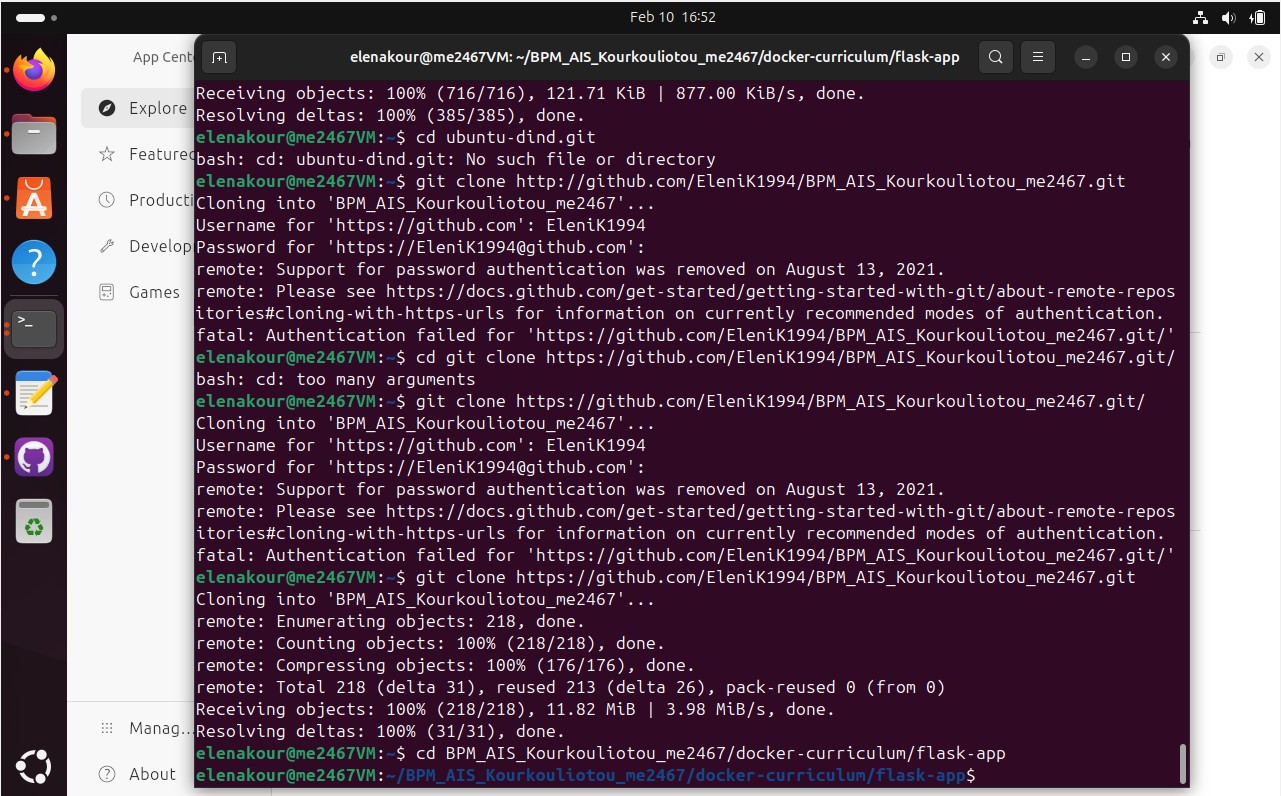 Feb 10 16:52
App Cent
Explore
Featured
Producti
Develop
Games
Manag...
About
elenakour@me2467VM: ~/BPM_AIS_Kourkouliotou_me2467/docker-curriculum/flask-app
Receiving objects: 100% (716/716), 121.71 KiB | 877.00 KiB/s, done.
Resolving deltas: 100% (385/385), done.
elenakour@me2467VM:~$ cd ubuntu-dind.git
bash: cd: ubuntu-dind.git: No such file or directory
elenakour@me2467VM:~$ git clone http://github.com/EleniK1994/BPM_AIS_Kourkouliotou_me2467.git
Cloning into 'BPM_AIS_Kourkouliotou_me2467'...
Username for 'https://github.com': EleniK1994
Password for 'https://EleniK1994@github.com':
remote: Support for password authentication was removed on August 13, 2021.
remote: Please see https://docs.github.com/get-started/getting-started-with-git/about-remote-repos
itories#cloning-with-https-urls for information on currently recommended modes of authentication.
fatal: Authentication failed for 'https://github.com/EleniK1994/BPM_AIS_Kourkouliotou_me2467.git/'
elenakour@me2467VM:~$ cd git clone https://github.com/EleniK1994/BPM_AIS_Kourkouliotou_me2467.git/
bash: cd: too many arguments
elenakour@me2467VM:~$ git clone https://github.com/EleniK1994/BPM_AIS_Kourkouliotou_me2467.git/
Cloning into 'BPM_AIS_Kourkouliotou_me2467'...
Username for 'https://github.com': EleniK1994
Password for 'https://EleniK1994@github.com':
remote: Support for password authentication was removed on August 13, 2021.
remote: Please see https://docs.github.com/get-started/getting-started-with-git/about-remote-repos
itories#cloning-with-https-urls for information on currently recommended modes of authentication.
fatal: Authentication failed for 'https://github.com/EleniK1994/BPM_AIS_Kourkouliotou_me2467.git/'
elenakour@me2467VM:~$ git clone https://github.com/EleniK1994/BPM_AIS_Kourkouliotou_me2467.git
Cloning into 'BPM_AIS_Kourkouliotou_me2467'...
remote: Enumerating objects: 218, done.
remote: Counting objects: 100% (218/218), done.
remote: Compressing objects: 100% (176/176), done.
remote: Total 218 (delta 31), reused 213 (delta 26), pack-reused 0 (from 0)
Receiving objects: 100% (218/218), 11.82 MiB | 3.98 MiB/s, done.
Resolving deltas: 100% (31/31), done.
elenakour@me2467VM:~$ cd BPM_AIS_Kourkouliotou_me2467/docker-curriculum/flask-app
elenakour@me2467VM:~/BPM_AIS_Kourkouliotou_me2467/docker-curriculum/flask-app$